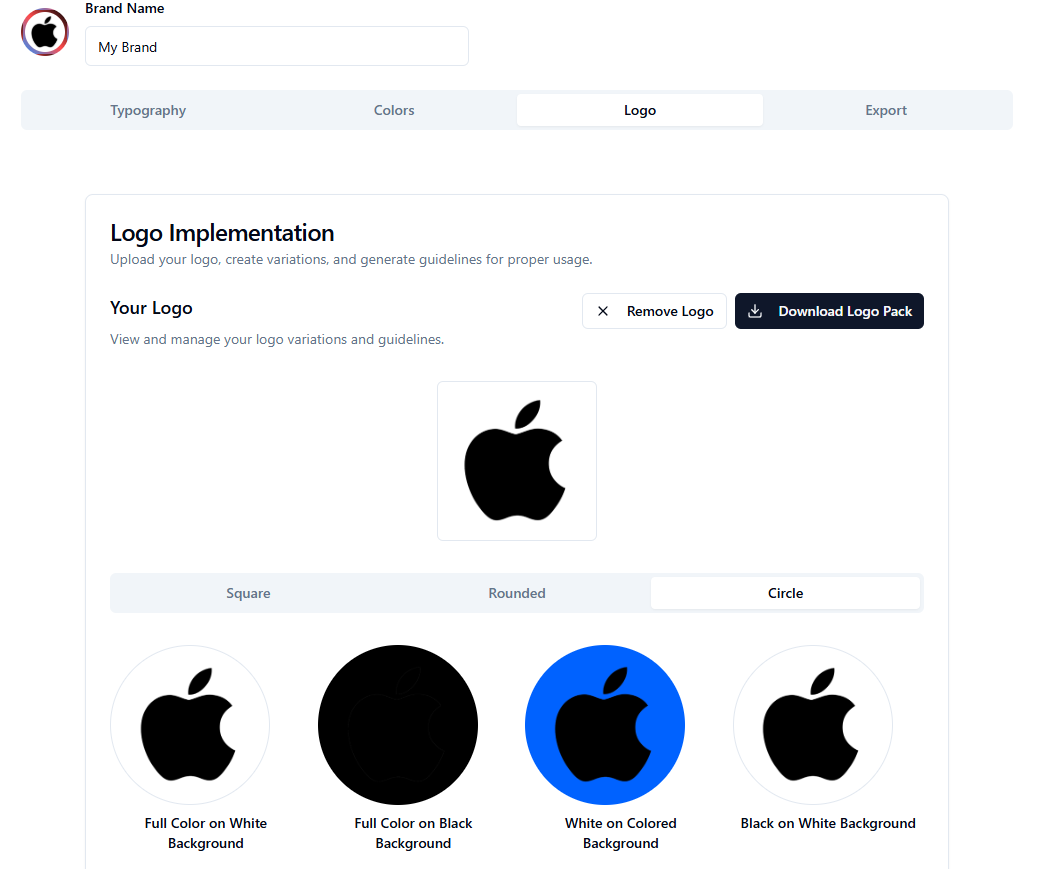 Brand Name
My Brand
Typography
Colors
Logo
Export
Logo Implementation
Upload your logo, create variations, and generate guidelines for proper usage.
Your Logo
Remove Logo
Download Logo Pack
View and manage your logo variations and guidelines.
Square
Rounded
Circle
Full Color on White
Background
Full Color on Black
Background
White on Colored
Background
Black on White Background